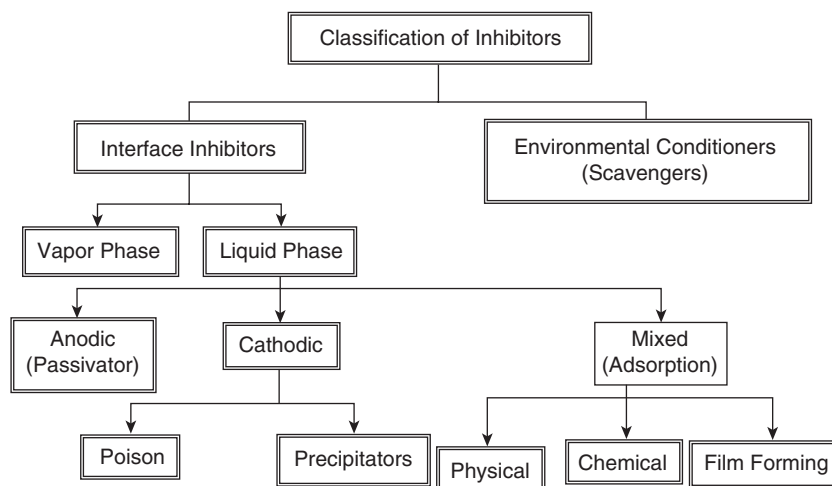 Classification of Inhibitors
Interface Inhibitors
Environmental Conditioners
(Scavengers)
Vapor Phase
Liquid Phase
Anodic
(Passivator)
Cathodic
Mixed
(Adsorption)
Poison
Precipitators
Physical
Chemical
Film Forming